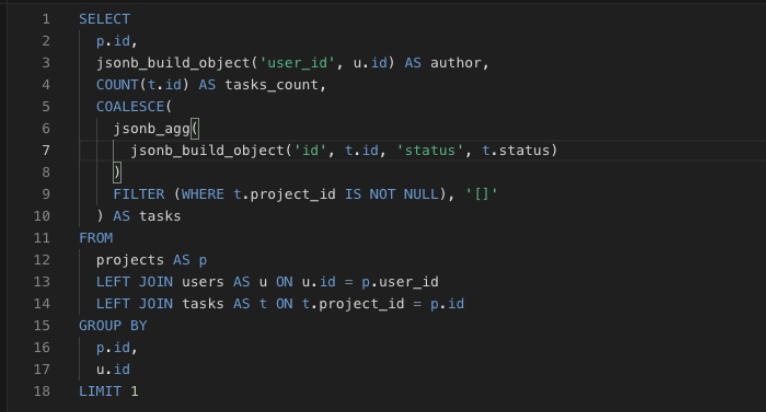 1 SELECT
2 p.id,
3 jsonb_build_object('user_id', u.id) AS author,
4 COUNT(t.id) AS tasks_count,
5 COALESCE(
6 jsonb_agg(
7 jsonb_build_object('id', t.id, 'status', t.status)
8 )
9 FILTER (WHERE t.project_id IS NOT NULL), '[]'
10 ) AS tasks
11 FROM
12 projects AS p
13 LEFT JOIN users AS u ON u.id = p.user_id
14 LEFT JOIN tasks AS t ON t.project_id = p.id
15 GROUP BY
16 p.id,
17 u.id
18 LIMIT 1